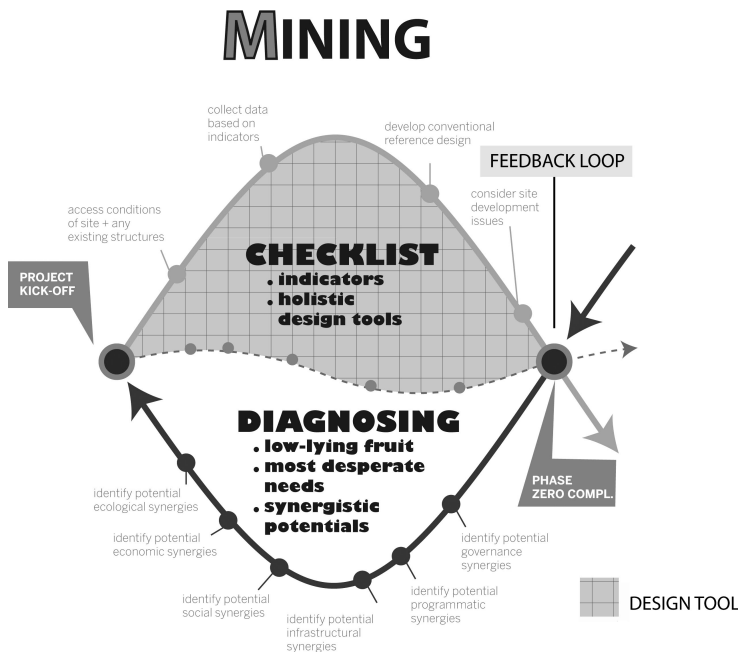 MINING
collect data
based on
indicators
develop conventional
reference design
FEEDBACK LOOP
consider site
development
issues
access conditions
of site + any
existing structures
CHECKLIST
. indicators
. holistic
design tools
PROJECT
KICK-OFF
DIAGNOSING
. low-lying fruit
. most desperate
needs
. synergistic
potentials
PHASE
ZERO COMPL.
identify potential
ecological synergies
identify potential
economic synergies
identify potential
social synergies
identify potential
infrastructural
synergies
identify potential
programmatic
synergies
identify potential
governance
synergies
DESIGN TOOL